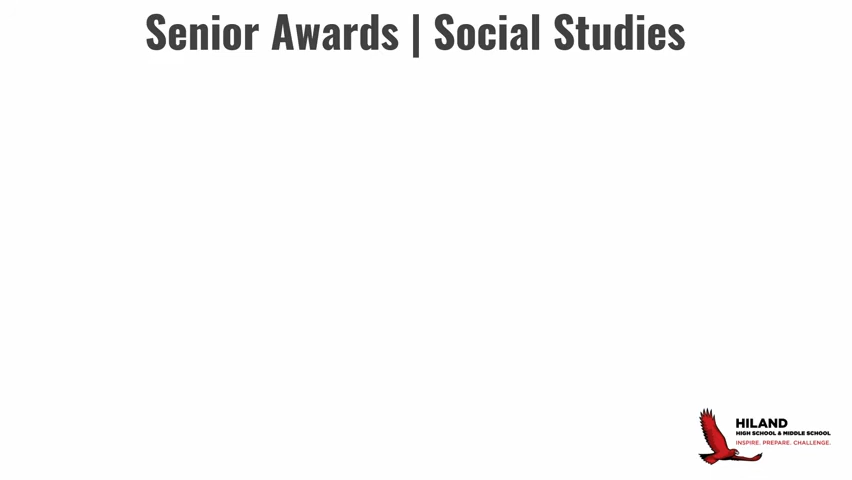 Senior Awards | Social Studies
HILAND
HIGH SCHOOL & MIDDLE SCHOOL
INSPIRE. PREPARE. CHALLENGE.